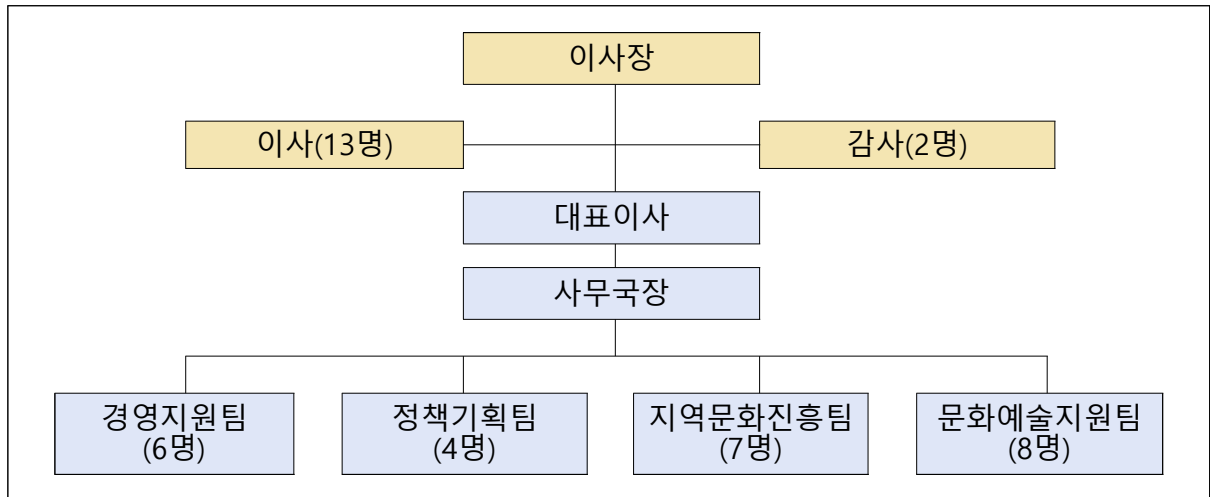 이사장
이사(13명)
감사(2명)
대표이사
사무국장
경영지원팀
(6명)
정책기획팀
(4명)
지역문화진흥팀
(7명)
문화예술지원팀
(8명)